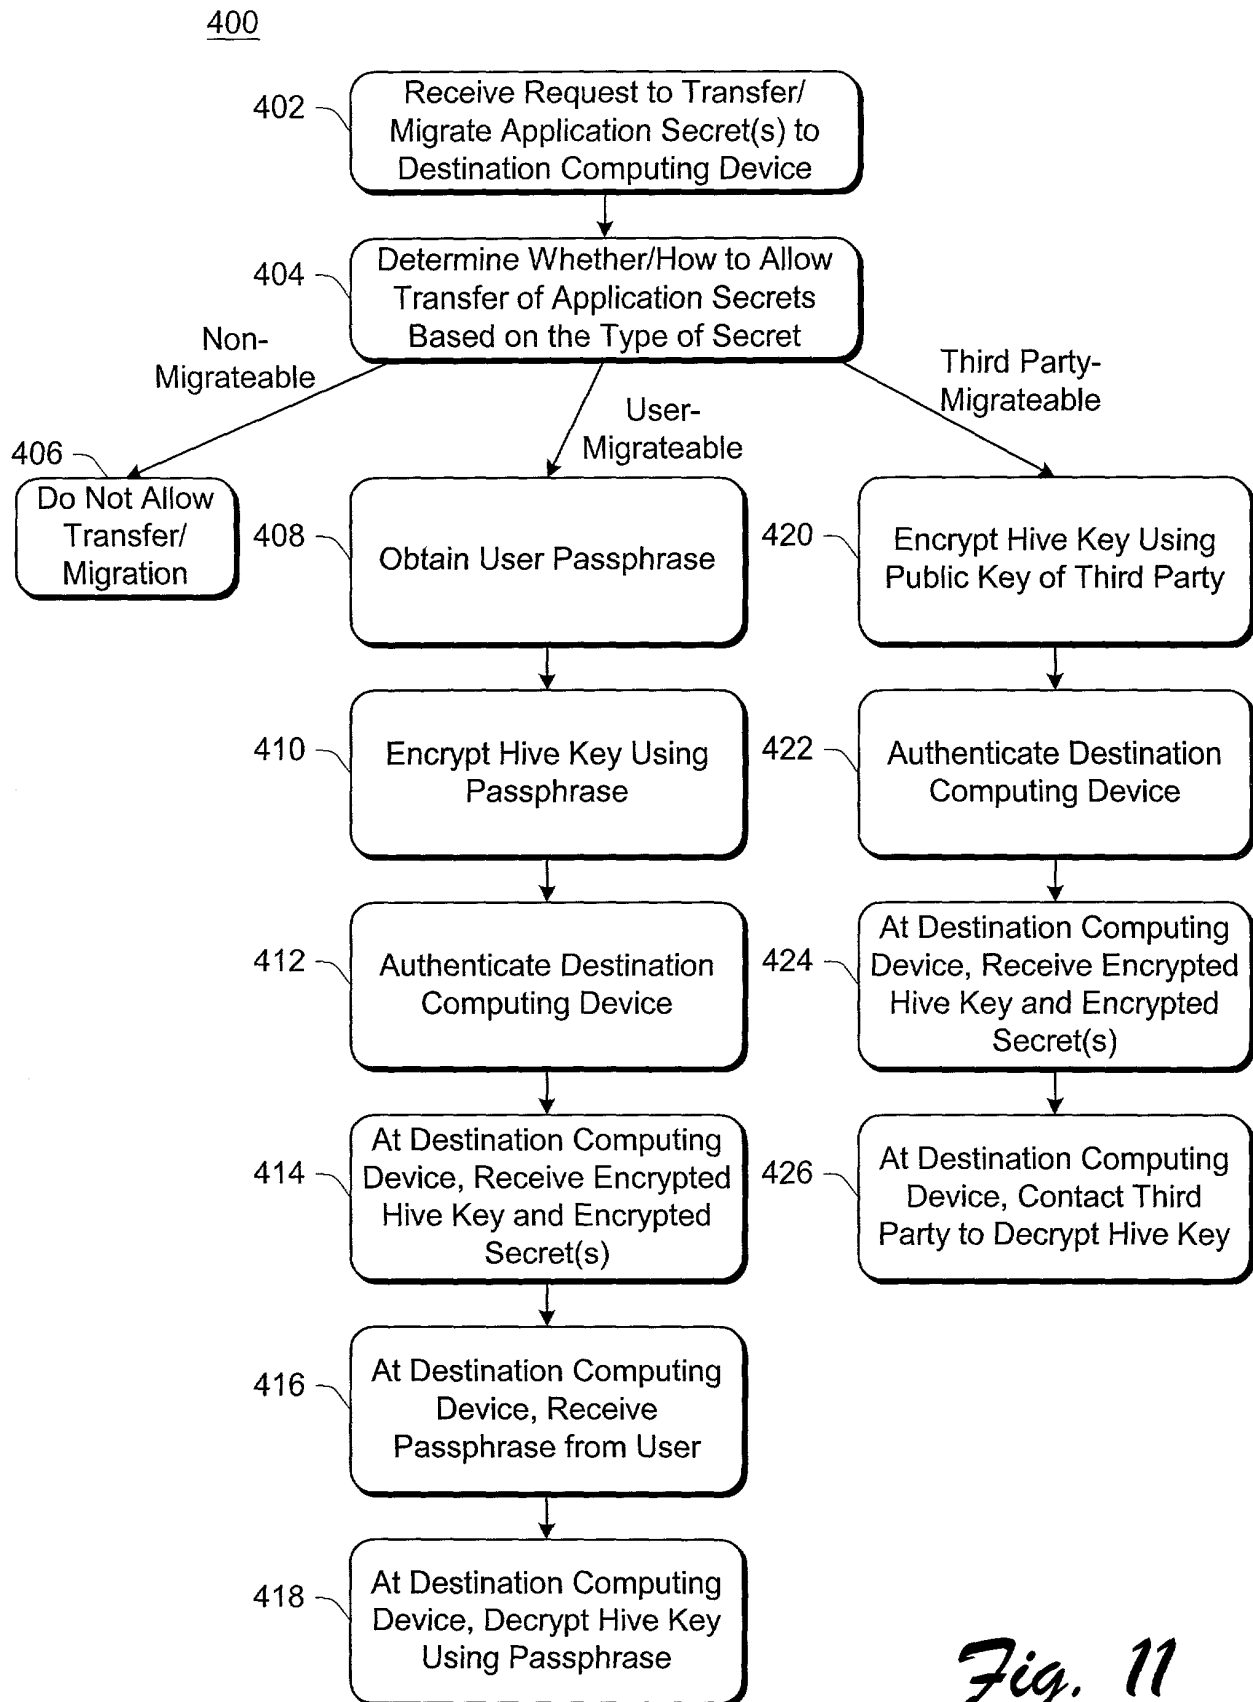 400
402
Receive Request to Transfer/
Migrate Application Secret(s) to
Destination Computing Device
404
Determine Whether/How to Allow
Transfer of Application Secrets
Based on the Type of Secret
Non-
Migrateable
User-
Migrateable
Third Party-
Migrateable
406
Do Not Allow
Transfer/
Migration
408
Obtain User Passphrase
410
Encrypt Hive Key Using
Passphrase
412
Authenticate Destination
Computing Device
414
At Destination Computing
Device, Receive Encrypted
Hive Key and Encrypted
Secret(s)
416
At Destination Computing
Device, Receive
Passphrase from User
418
At Destination Computing
Device, Decrypt Hive Key
Using Passphrase
420
Encrypt Hive Key Using
Public Key of Third Party
422
Authenticate Destination
Computing Device
424
At Destination Computing
Device, Receive Encrypted
Hive Key and Encrypted
Secret(s)
426
At Destination Computing
Device, Contact Third
Party to Decrypt Hive Key
Fig. 11